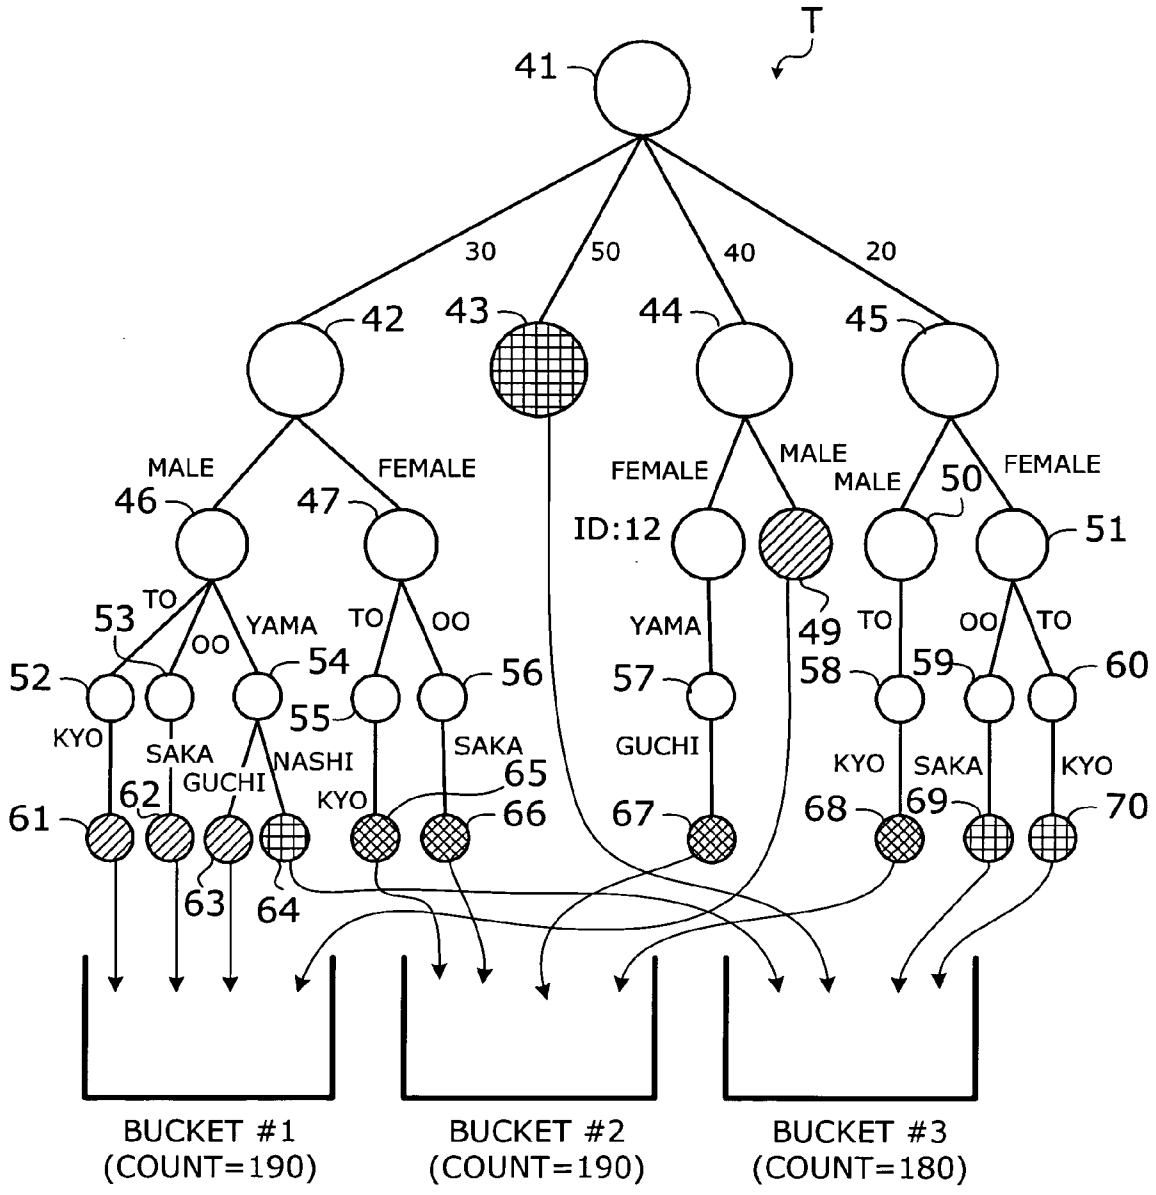 T
41
30
50
40
20
42
43
44
45
MALE
FEMALE
FEMALE
MALE
MALE
FEMALE
46
47
ID:12
50
51
49
TO
OO
YAMA
TO
OO
YAMA
TO
OO
TO
53
52
54
55
56
57
58
59
60
KYO
SAKA
GUCHI
NASHI
KYO
SAKA
GUCHI
KYO
SAKA
KYO
61
62
63
64
65
66
67
68
69
70
BUCKET #1
(COUNT=190)
BUCKET #2
(COUNT=190)
BUCKET #3
(COUNT=180)